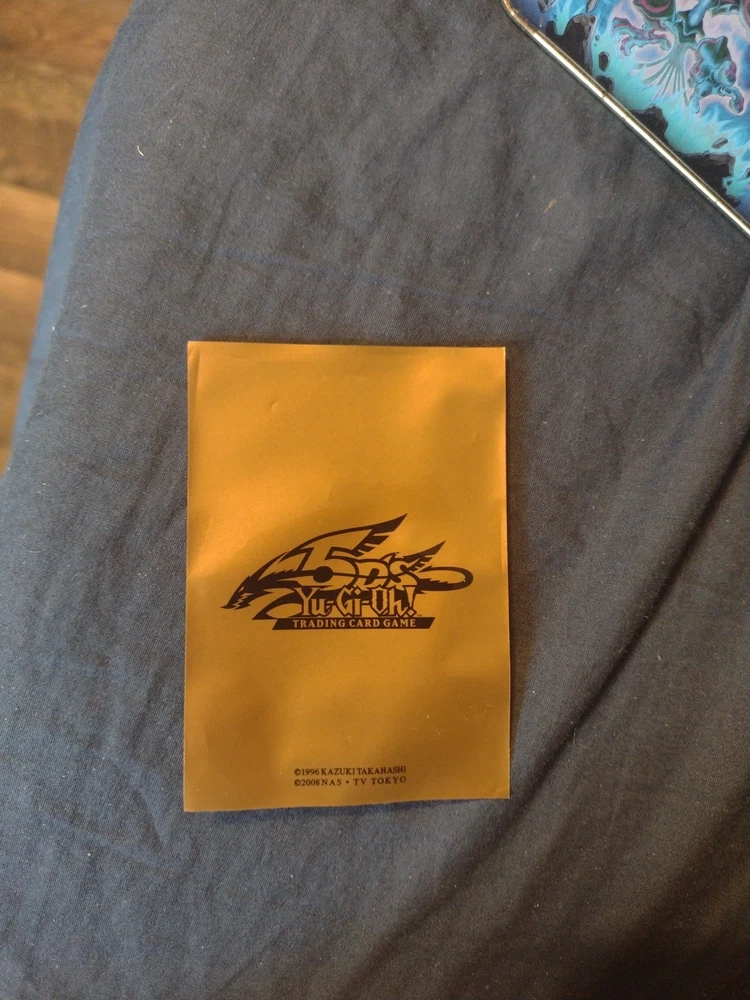 5D's
Yu-Gi-Oh!
TRADING CARD GAME
©1996 KAZUKI TAKAHASHI
©2008 NAS • TV TOKYO